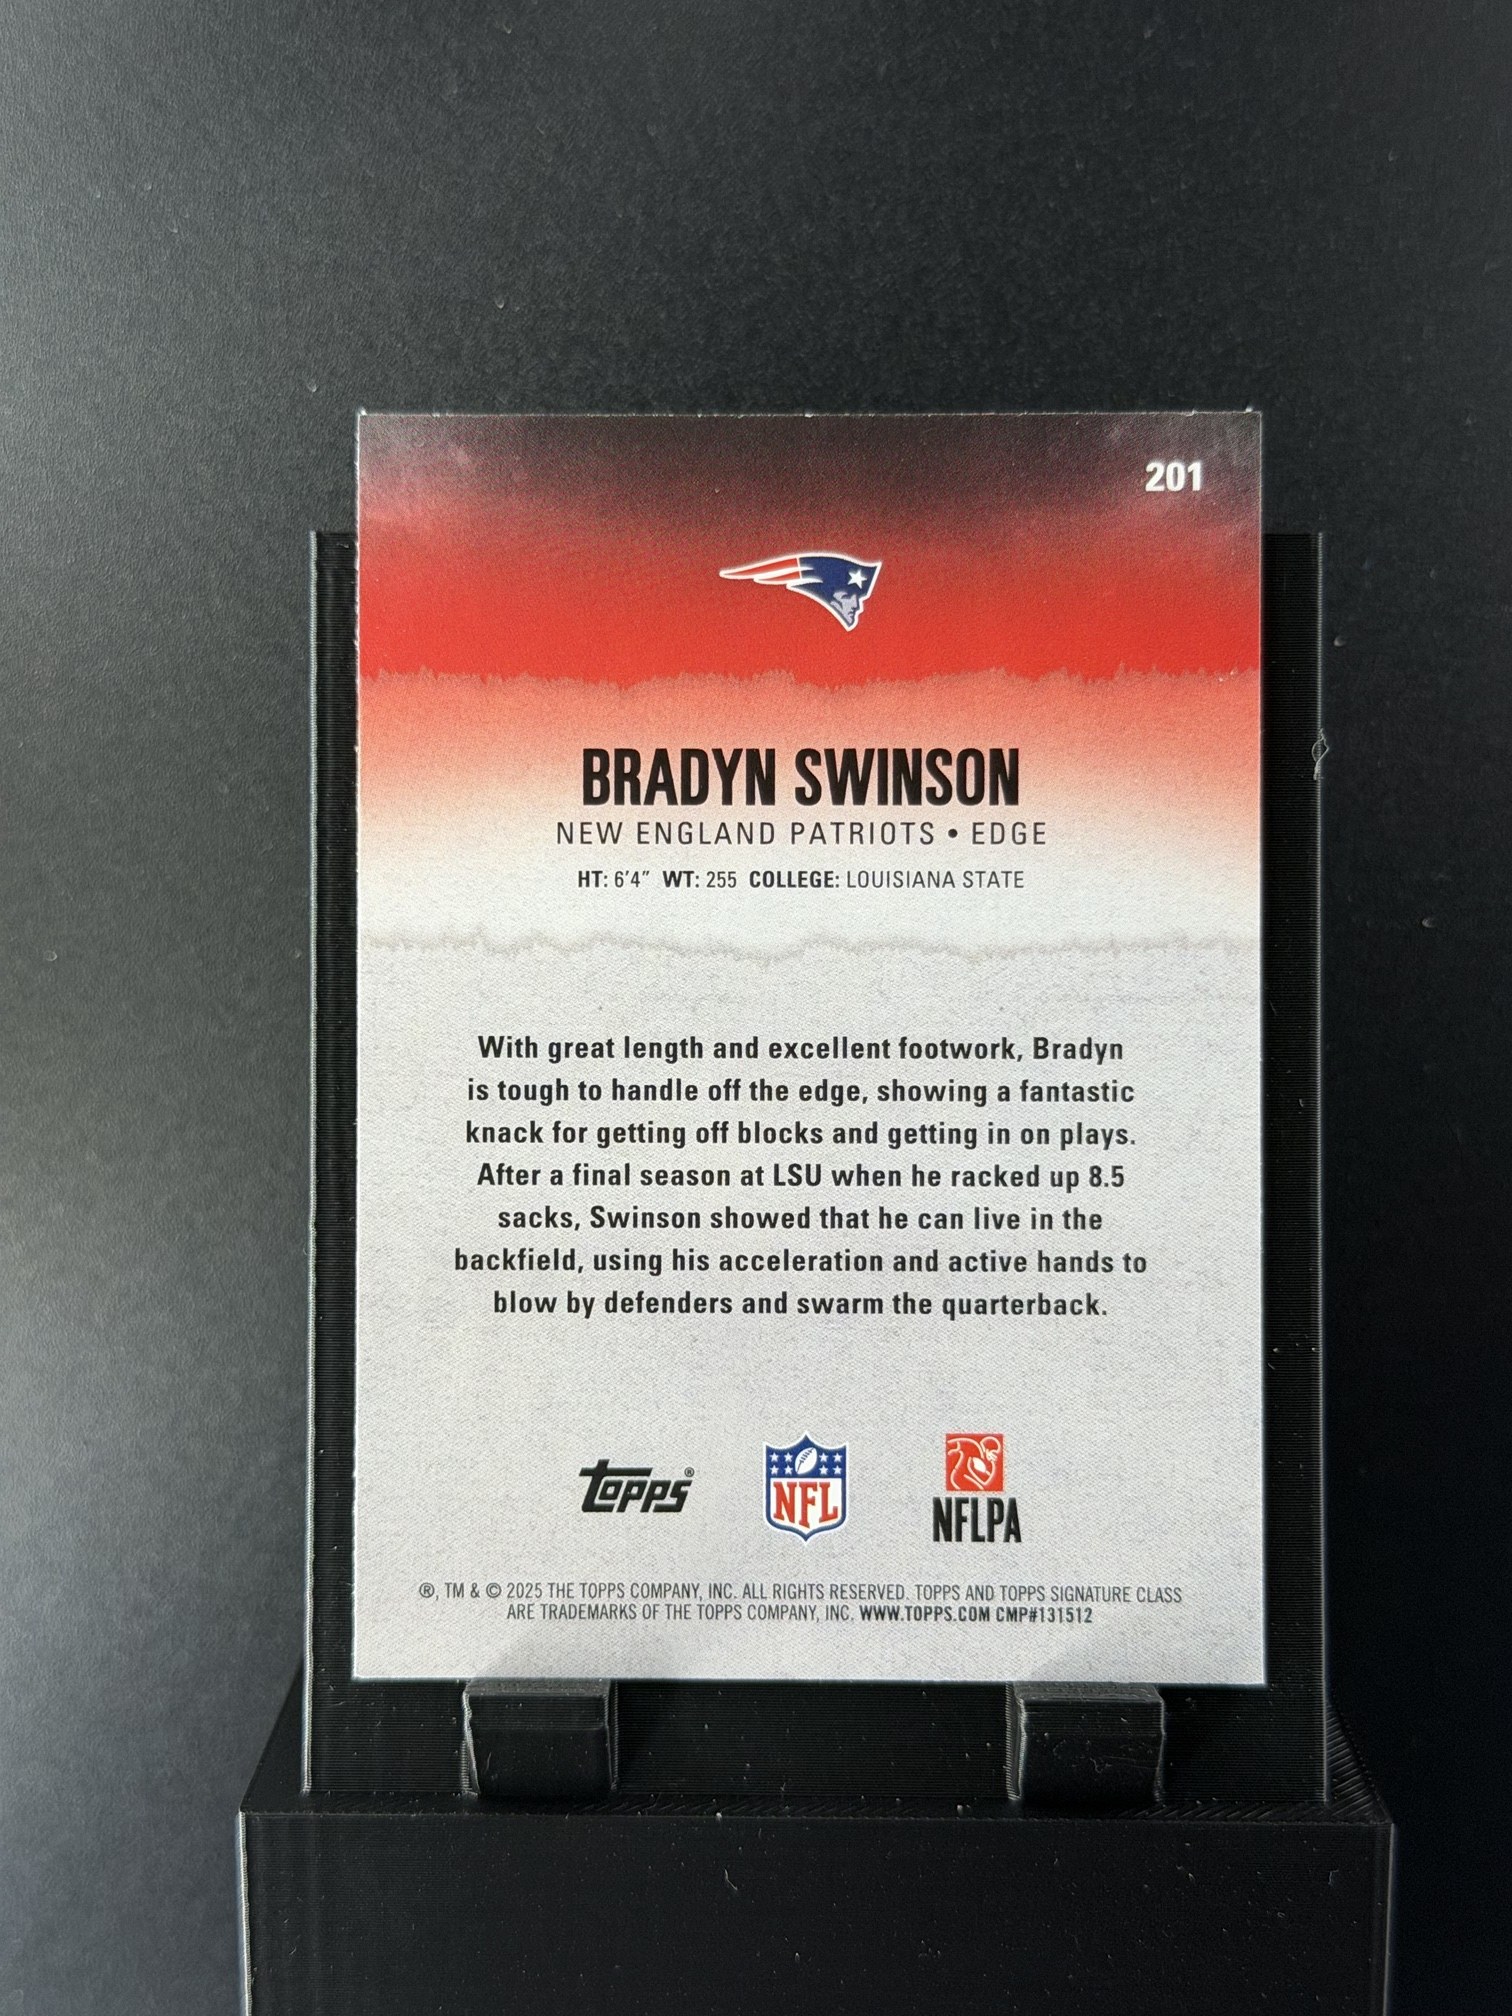 201
BRADYN SWINSON
NEW ENGLAND PATRIOTS • EDGE
HT: 6'4" WT: 255 COLLEGE: LOUISIANA STATE
With great length and excellent footwork, Bradyn
is tough to handle off the edge, showing a fantastic
knack for getting off blocks and getting in on plays.
After a final season at LSU when he racked up 8.5
sacks, Swinson showed that he can live in the
backfield, using his acceleration and active hands to
blow by defenders and swarm the quarterback.
topps® NFL NFLPA
®, TM & © 2025 THE TOPPS COMPANY, INC. ALL RIGHTS RESERVED. TOPPS AND TOPPS SIGNATURE CLASS
ARE TRADEMARKS OF THE TOPPS COMPANY, INC. WWW.TOPPS.COM CMP#131512